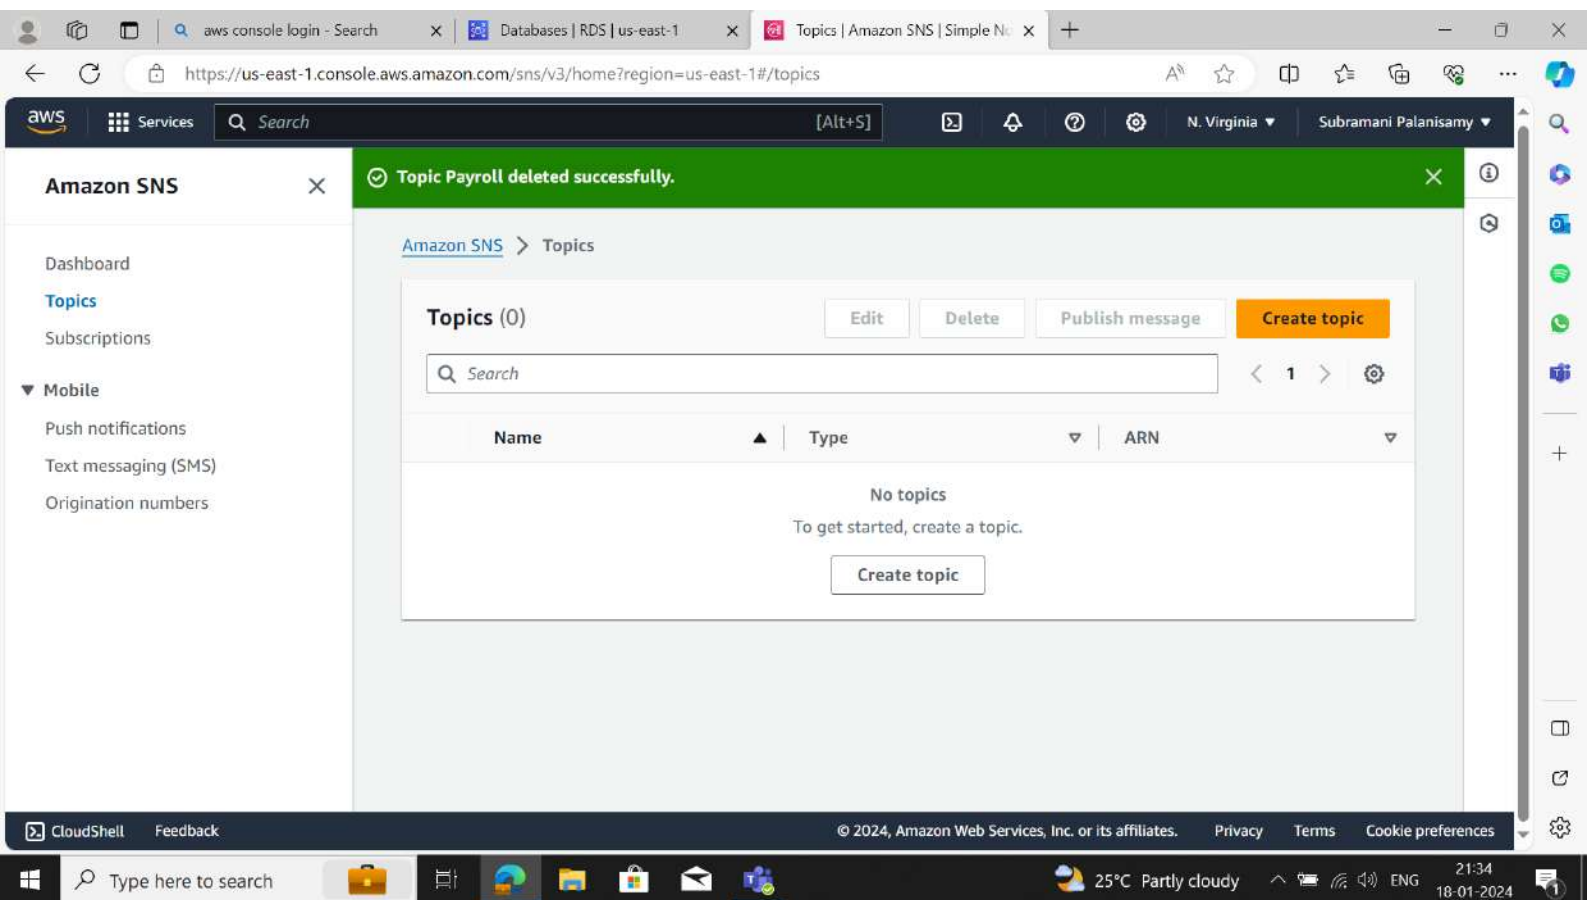 aws console login - Search
Databases | RDS | us-east-1
Topics | Amazon SNS | Simple No
https://us-east-1.console.aws.amazon.com/sns/v3/home?region=us-east-1#/topics
aws
Services
Search
[Alt+S]
N. Virginia
Subramani Palanisamy
Amazon SNS
Topic Payroll deleted successfully.
Amazon SNS > Topics
Dashboard
Topics
Subscriptions
Mobile
Push notifications
Text messaging (SMS)
Origination numbers
Topics (0)
Edit
Delete
Publish message
Create topic
Search
1
Name
Type
ARN
No topics
To get started, create a topic.
Create topic
CloudShell
Feedback
© 2024, Amazon Web Services, Inc. or its affiliates.
Privacy
Terms
Cookie preferences
Type here to search
25°C Partly cloudy
ENG
21:34
18-01-2024
1